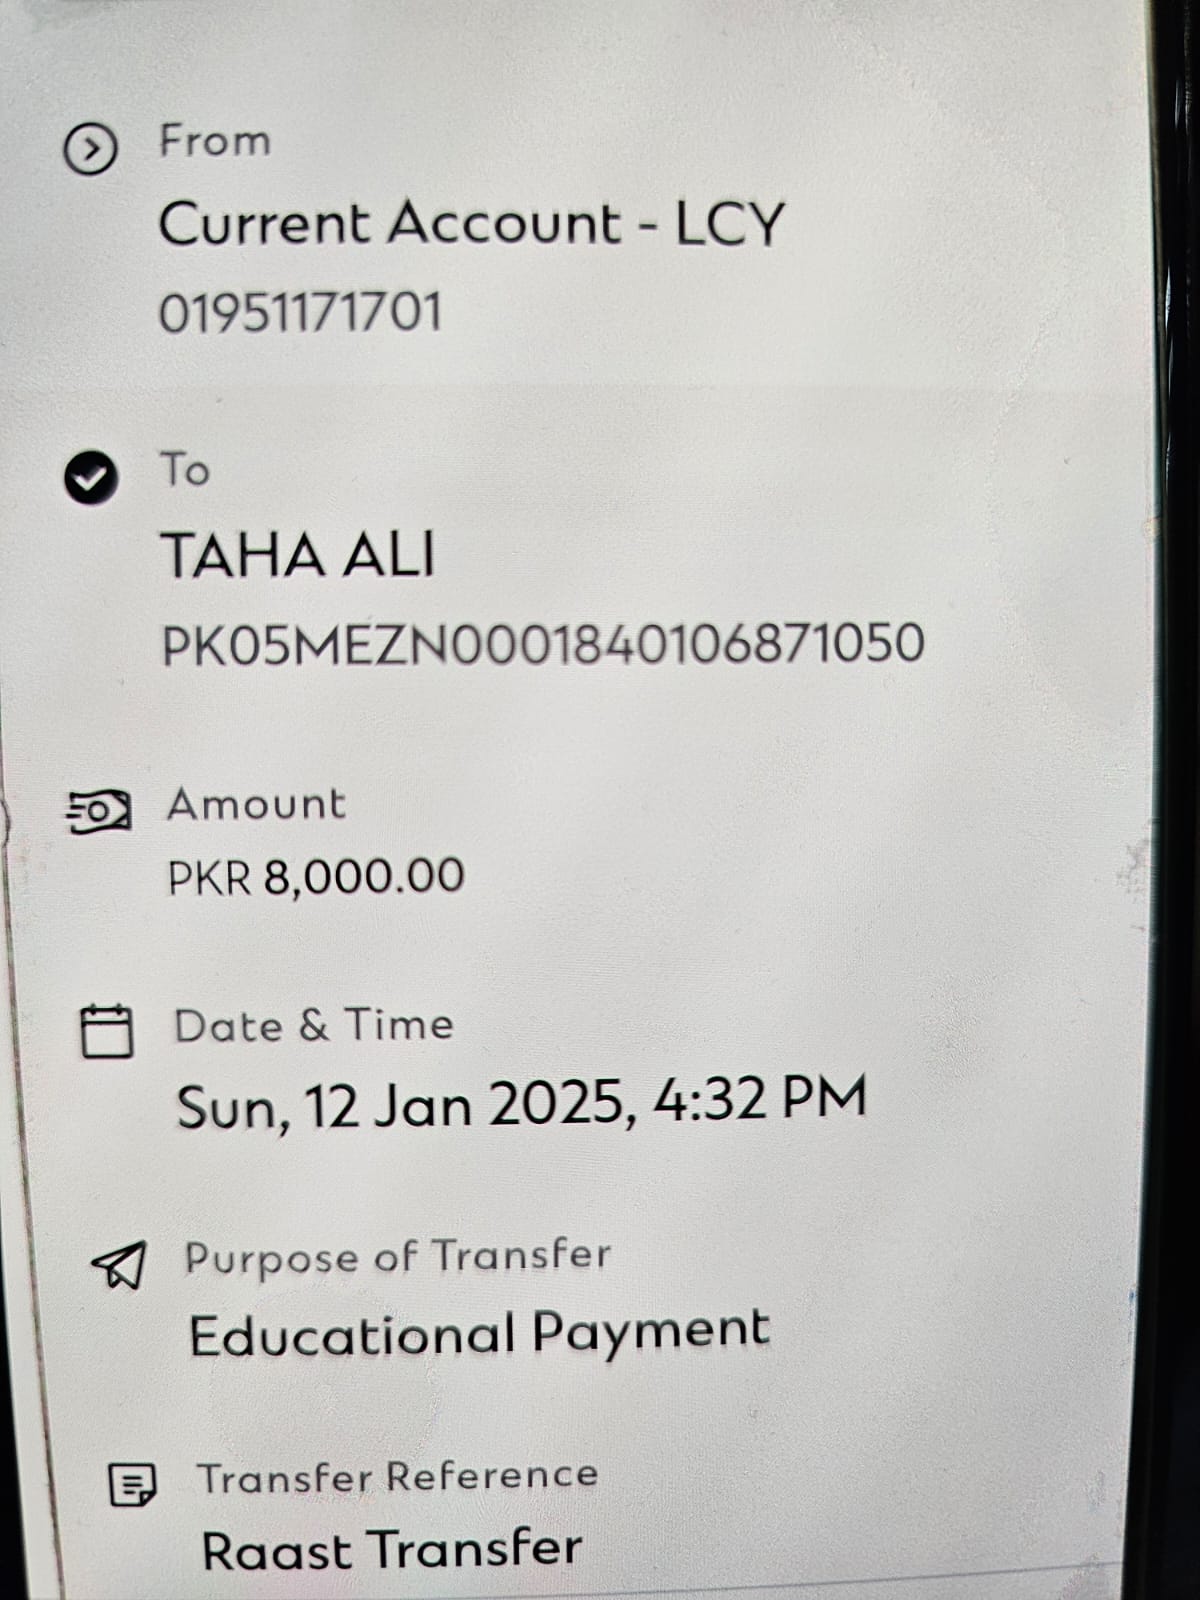 From
Current Account - LCY
01951171701
To
TAHA ALI
PK05MEZN0001840106871050
Amount
PKR 8,000.00
Date & Time
Sun, 12 Jan 2025, 4:32 PM
Purpose of Transfer
Educational Payment
Transfer Reference
Raast Transfer